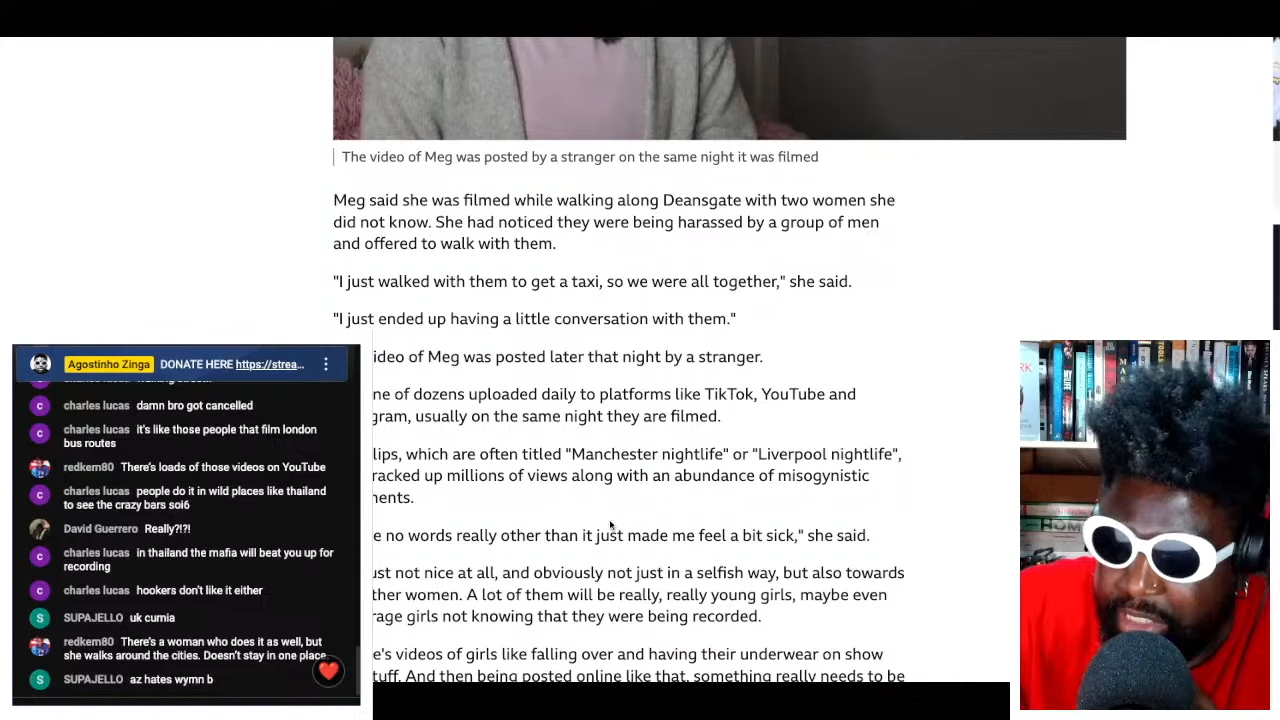 The video of Meg was posted by a stranger on the same night it was filmed
Meg said she was filmed while walking along Deansgate with two women she
did not know. She had noticed they were being harassed by a group of men
and offered to walk with them.
"I just walked with them to get a taxi, so we were all together," she said.
"I just ended up having a little conversation with them."
ideo of Meg was posted later that night by a stranger.
ne of dozens uploaded daily to platforms like TikTok, YouTube and
gram, usually on the same night they are filmed.
lips, which are often titled "Manchester nightlife" or "Liverpool nightlife",
racked up millions of views along with an abundance of misogynistic
nents.
e no words really other than it just made me feel a bit sick," she said.
ust not nice at all, and obviously not just in a selfish way, but also towards
ther women. A lot of them will be really, really young girls, maybe even
rage girls not knowing that they were being recorded.
e's videos of girls like falling over and having their underwear on show
tuff. And then being posted online like that, something really needs to be
Agostinho Zinga DONATE HERE https://strea...
charles lucas damn bro got cancelled
charles lucas it's like those people that film london
bus routes
redkem80 There's loads of those videos on YouTube
charles lucas people do it in wild places like thailand
to see the crazy bars soi6
David Guerrero Really?!?!
charles lucas in thailand the mafia will beat you up for
recording
charles lucas hookers don't like it either
SUPAJELLO uk cumia
redkem80 There's a woman who does it as well, but
she walks around the cities. Doesn't stay in one place.
SUPAJELLO az hates wymn b